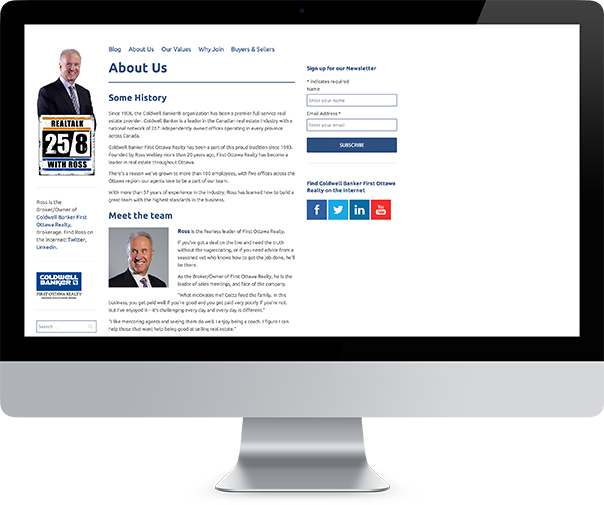 Blog About Us Our Values Why Join Buyers & Sellers
About Us
Some History
Since 1906, the Coldwell Banker® organization has been a premier full-service real
estate provider. Coldwell Banker is a leader in the Canadian real estate industry with a
national network of 257 independently owned offices operating in every province
across Canada.
Coldwell Banker First Ottawa Realty has been a part of this proud tradition since 1993.
Founded by Ross Webley more than 20 years ago, First Ottawa Realty has become a
leader in real estate throughout Ottawa.
There's a reason we've grown to more than 100 employees, with five offices across the
Ottawa region: our agents love to be a part of our team.
With more than 37 years of experience in the industry, Ross has learned how to build a
great team with the highest standards in the business.
Meet the team
Ross is the fearless leader of First Ottawa Realty.
If you've got a deal on the line and need the truth
without the sugarcoating, or if you need advice from a
seasoned vet who knows how to get the job done, he'll
be there.
As the Broker/Owner of First Ottawa Realty, he is the
leader of sales meetings, and face of the company.
"What motivates me? Gotta feed the family. In this
business, you get paid well if you're good and you get paid very poorly if you're not.
But I've enjoyed it—it's challenging every day and every day is different."
"I like mentoring agents and seeing them do well. I enjoy being a coach. If I can
help those that want help being good at selling real estate."
REALTALK
25/8
WITH ROSS
Ross is the
Broker/Owner of
Coldwell Banker First
Ottawa Realty,
Brokerage. Find Ross on
the Internet: Twitter,
LinkedIn.
COLDWELL
BANKER
FIRST OTTAWA REALTY
Search …
Sign up for our Newsletter
* indicates required
Name
Enter your name
Email Address *
Enter your email
SUBSCRIBE
Find Coldwell Banker First Ottawa
Realty on the Internet
f
in
You
Tube